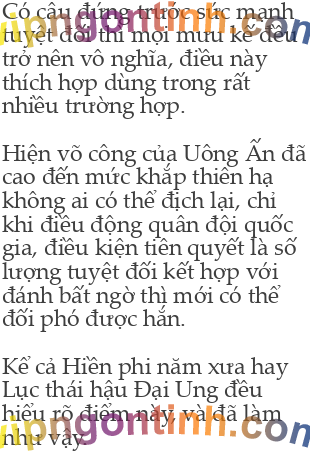 Có câu đứng trước sức mạnh
tuyệt đối thì mọi mưu kế đều
trở nên vô nghĩa, điều này
thích hợp dùng trong rất
nhiều trường hợp.
Hiện võ công của Uông Ấn đã
cao đến mức khắp thiên hạ
không ai có thể địch lại, chỉ
khi điều động quân đội quốc
gia, điều kiện tiên quyết là số
lượng tuyệt đối kết hợp với
đánh bất ngờ thì mới có thể
đối phó được hắn.
Kể cả Hiền phi năm xưa hay
Lục thái hậu Đại Ung đều
hiểu rõ điểm này, và đã làm
như vậy.
vipngontinh.com
vipngontinh.com